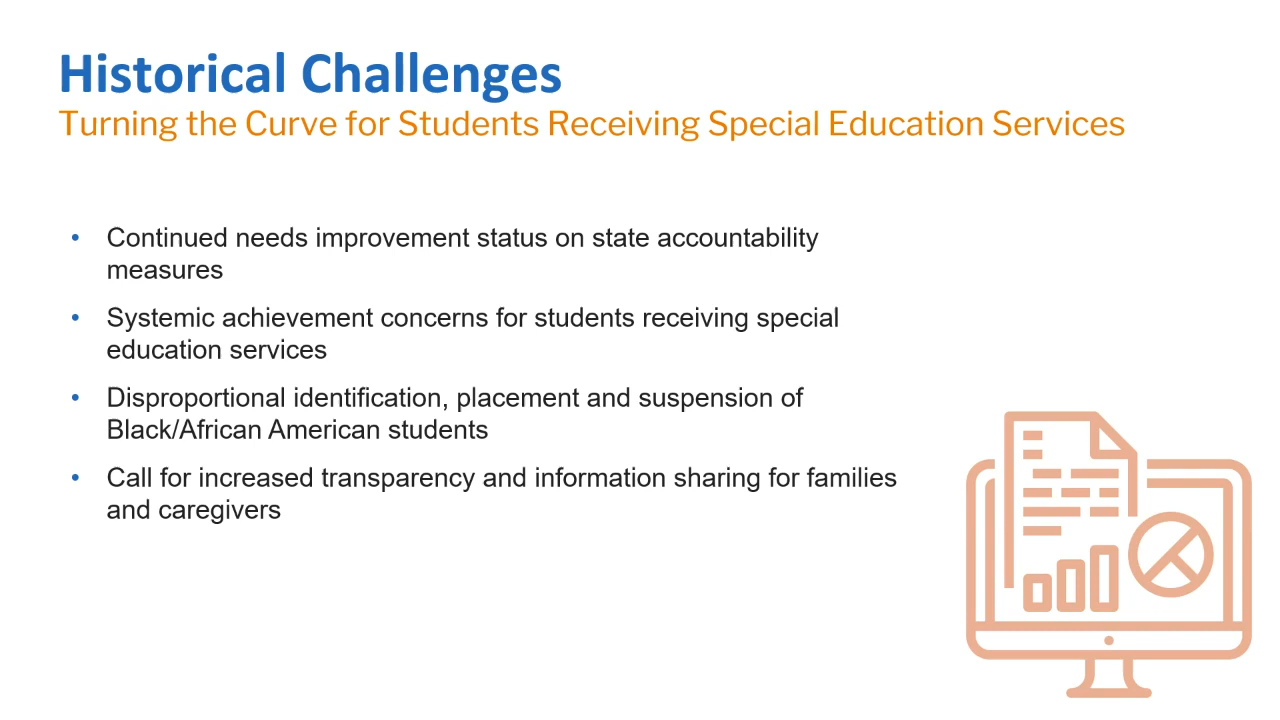 Historical Challenges
Turning the Curve for Students Receiving Special Education Services
• Continued needs improvement status on state accountability
measures
• Systemic achievement concerns for students receiving special
education services
• Disproportional identification, placement and suspension of
Black/African American students
• Call for increased transparency and information sharing for families
and caregivers